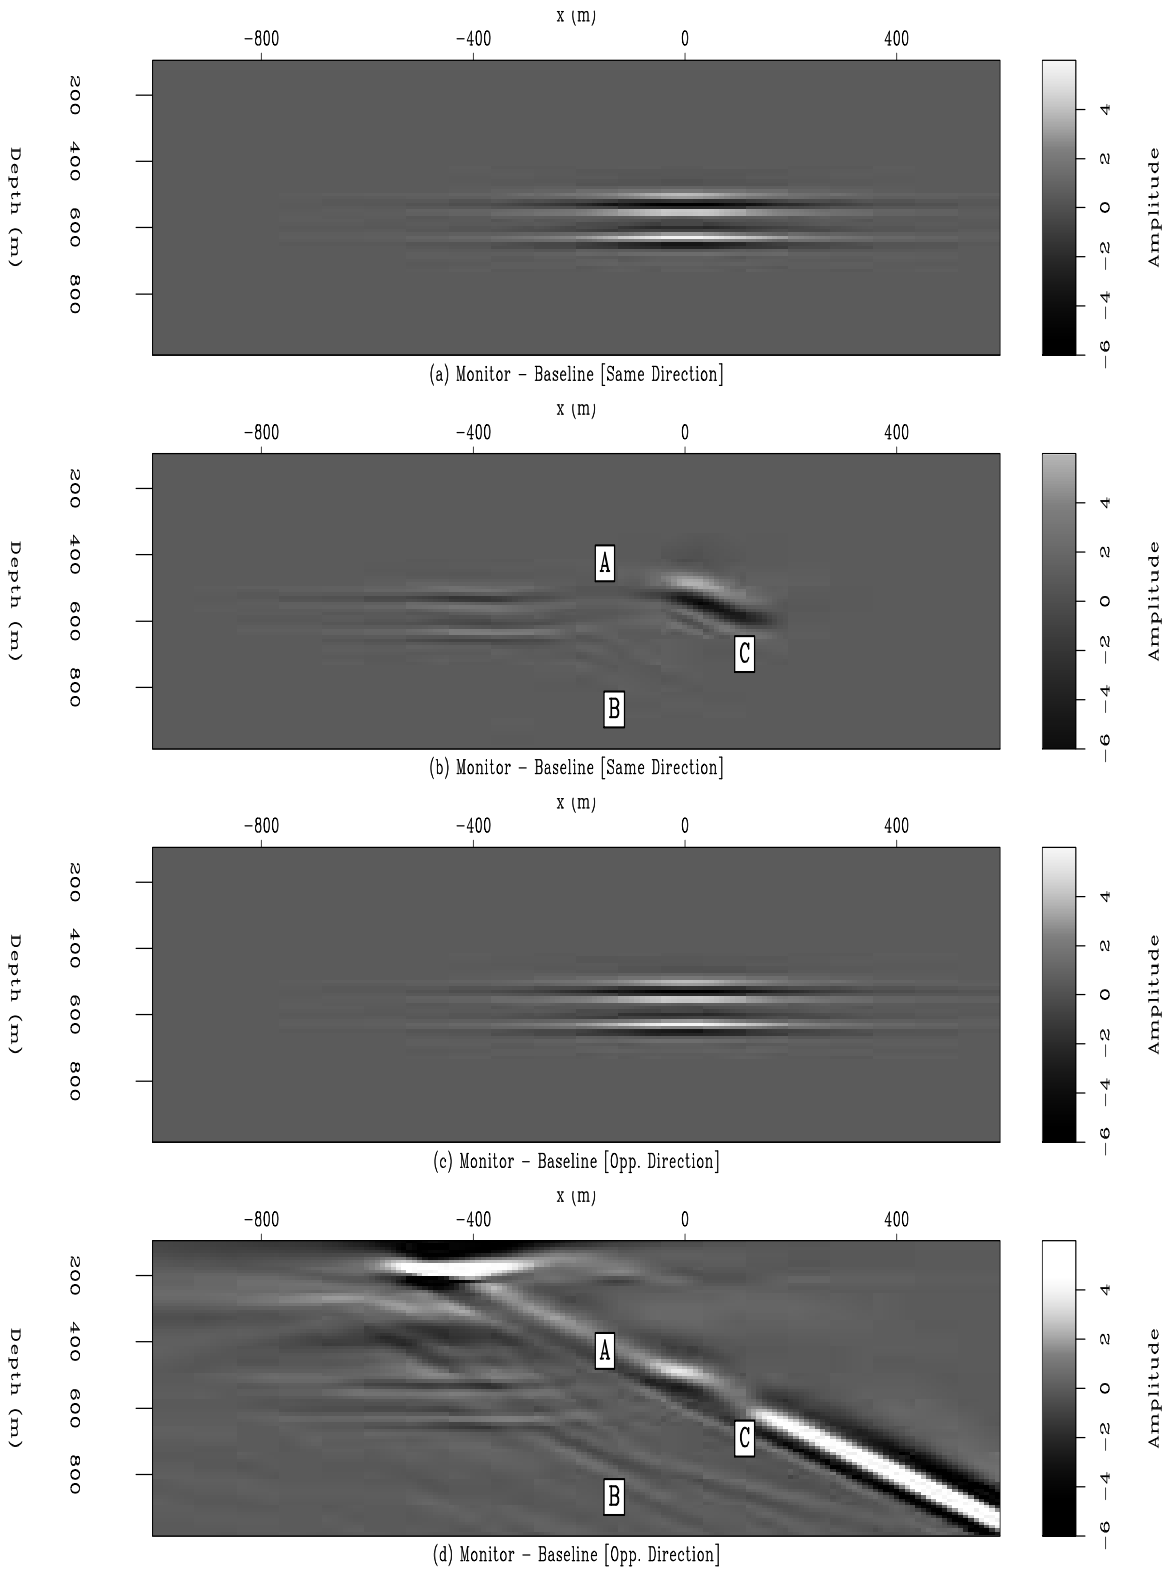 x (m)
-800 -400 0 400
200 400 600 800
Depth (m)
4 2 0 -2 -4 -6
Amplitude
(a) Monitor - Baseline [Same Direction]
x (m)
-800 -400 0 400
200 400 600 800
Depth (m)
A
B
C
4 2 0 -2 -4 -6
Amplitude
(b) Monitor - Baseline [Same Direction]
x (m)
-800 -400 0 400
200 400 600 800
Depth (m)
4 2 0 -2 -4 -6
Amplitude
(c) Monitor - Baseline [Opp. Direction]
x (m)
-800 -400 0 400
200 400 600 800
Depth (m)
A
B
C
4 2 0 -2 -4 -6
Amplitude
(d) Monitor - Baseline [Opp. Direction]